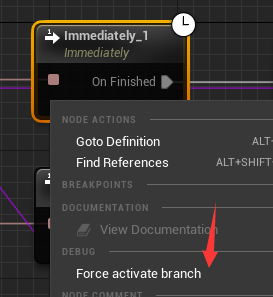 Immediately_1
Immediately
On Finished
NODE ACTIONS
Goto Definition ALT+
Find References ALT+SHIFT+
BREAKPOINTS
DOCUMENTATION
View Documentation
DEBUG
Force activate branch
NODE COMMENT